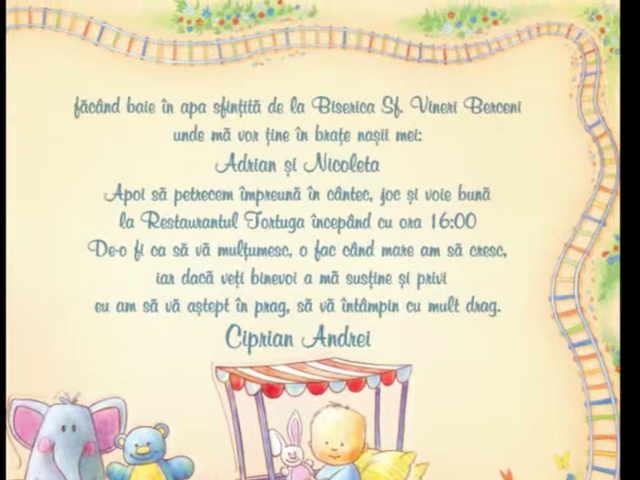 făcând baie în apa sfințită de la Biserica Sf. Vineri Berceni
unde mă vor ține în brațe nașii mei:
Adrian și Nicoleta
Apoi să petrecem împreună în cântec, joc și voie bună
la Restaurantul Tortuga începând cu ora 16:00
De-o fi ca să vă mulțumesc, o fac când mare am să cresc,
iar dacă veți binevoi a mă susține și privi
eu am să vă aștept în prag, să vă întâmpin cu mult drag.
Ciprian Andrei